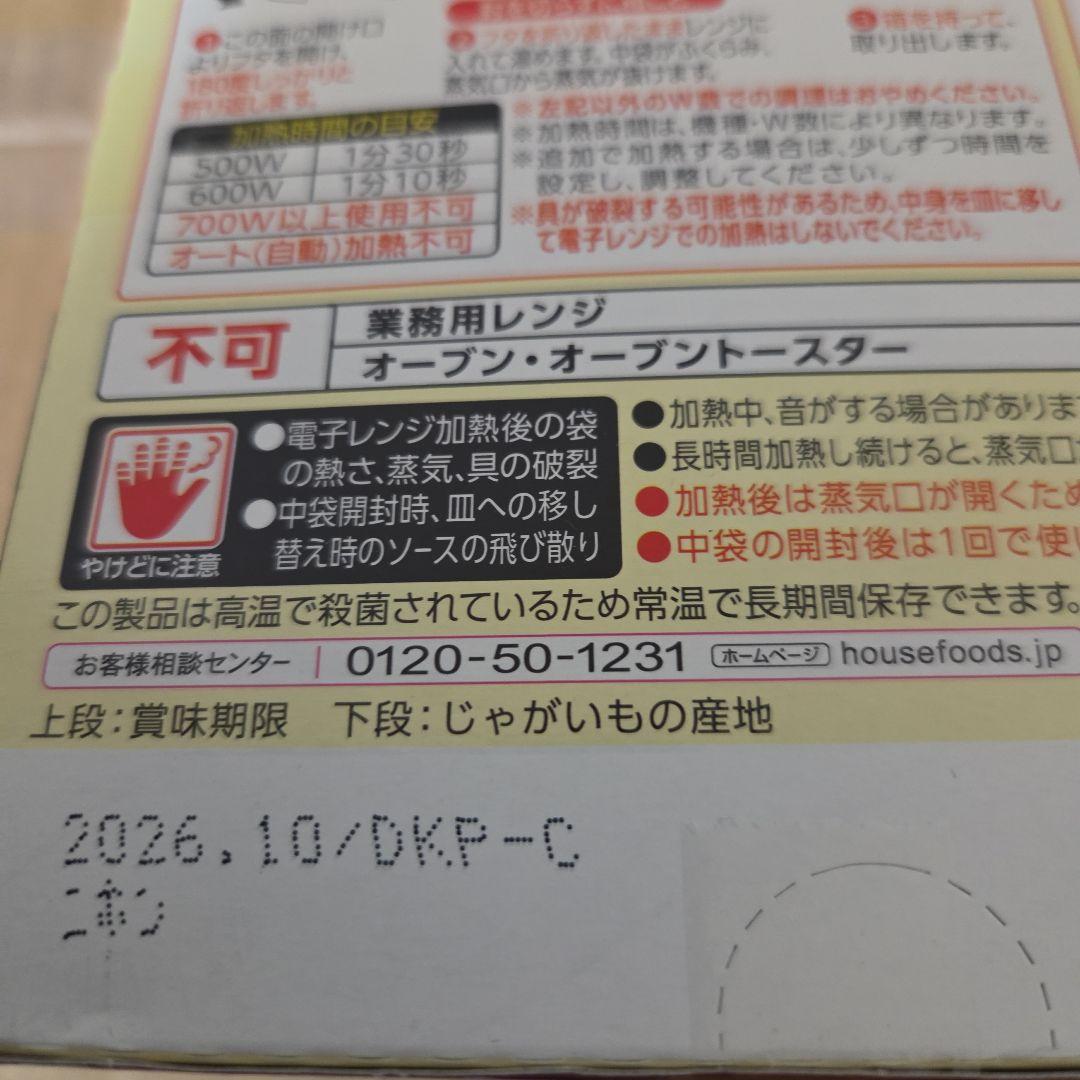 1 この面の開け口
よりフタを開け、
180度しっかりと
折り返します。
2 フタを折り返したままレンジに
入れて温めます。中袋がふくらみ、
蒸気口から蒸気が抜けます。
3 箱を持って、
取り出します。
加熱時間の目安
500W 1分30秒
600W 1分10秒
700W以上使用不可
オート(自動)加熱不可
※左記以外のW数での調理はおやめください。
※加熱時間は、機種・W数により異なります。
※追加で加熱する場合は、少しずつ時間を
設定し、調整してください。
※具が破裂する可能性があるため、中身を皿に移し
て電子レンジでの加熱はしないでください。
不可
業務用レンジ
オーブン・オーブントースター
やけどに注意
●電子レンジ加熱後の袋
の熱さ、蒸気、具の破裂
●中袋開封時、皿への移し
替え時のソースの飛び散り
●加熱中、音がする場合がありま
●長時間加熱し続けると、蒸気口
●加熱後は蒸気口が開くため
●中袋の開封後は1回で使い
この製品は高温で殺菌されているため常温で長期間保存できます。
お客様相談センター 0120-50-1231 ホームページ housefoods.jp
上段:賞味期限 下段:じゃがいもの産地
2026.10/DKP-C
ニホン